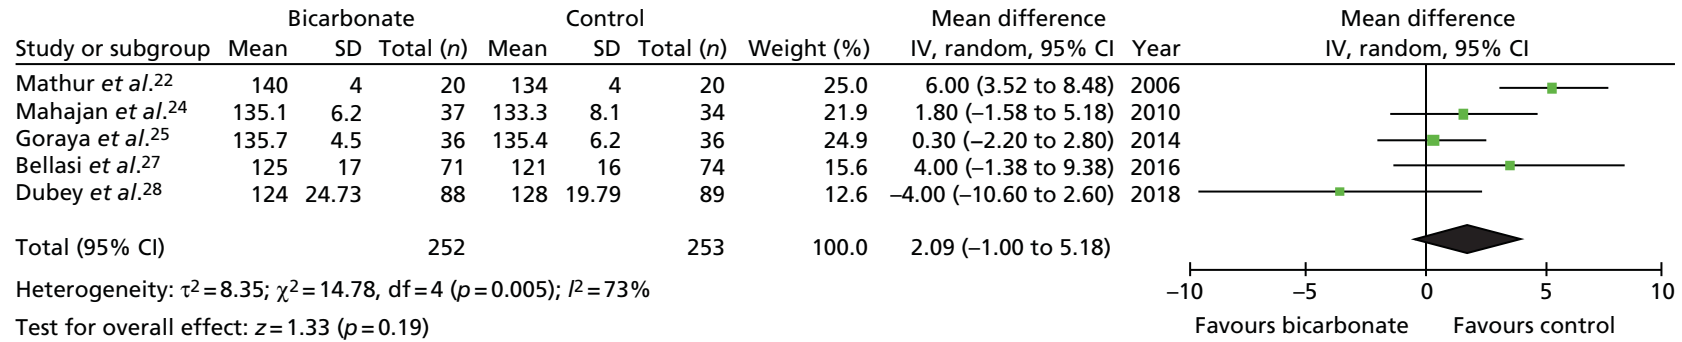 Bicarbonate Control Mean difference Mean difference
Study or subgroup Mean SD Total (n) Mean SD Total (n) Weight (%) IV, random, 95% CI Year IV, random, 95% CI
Mathur et al.22 140 4 20 134 4 20 25.0 6.00 (3.52 to 8.48) 2006
Mahajan et al.24 135.1 6.2 37 133.3 8.1 34 21.9 1.80 (–1.58 to 5.18) 2010
Goraya et al.25 135.7 4.5 36 135.4 6.2 36 24.9 0.30 (–2.20 to 2.80) 2014
Bellasi et al.27 125 17 71 121 16 74 15.6 4.00 (–1.38 to 9.38) 2016
Dubey et al.28 124 24.73 88 128 19.79 89 12.6 –4.00 (–10.60 to 2.60) 2018
Total (95% CI) 252 253 100.0 2.09 (–1.00 to 5.18)
Heterogeneity: τ2=8.35; χ2=14.78, df=4 (p=0.005); I2=73%
Test for overall effect: z=1.33 (p=0.19)
–10 –5 0 5 10
Favours bicarbonate Favours control